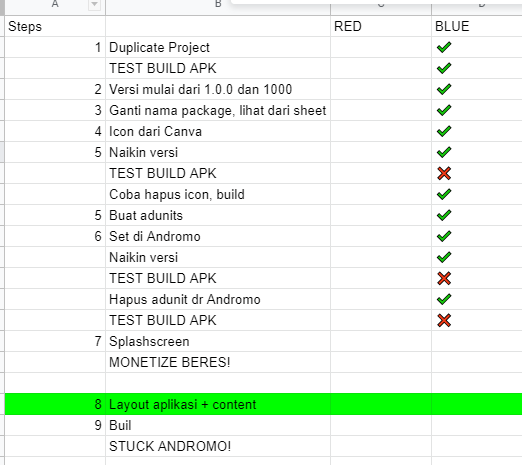 A B D
Steps RED BLUE
1 Duplicate Project ✔
TEST BUILD APK ✔
2 Versi mulai dari 1.0.0 dan 1000 ✔
3 Ganti nama package, lihat dari sheet ✔
4 Icon dari Canva ✔
5 Naikin versi ✔
TEST BUILD APK ❌
Coba hapus icon, build ✔
5 Buat adunits ✔
6 Set di Andromo ✔
Naikin versi ✔
TEST BUILD APK ❌
Hapus adunit dr Andromo ✔
TEST BUILD APK ❌
7 Splashscreen
MONETIZE BERES!
8 Layout aplikasi + content
9 Buil
STUCK ANDROMO!